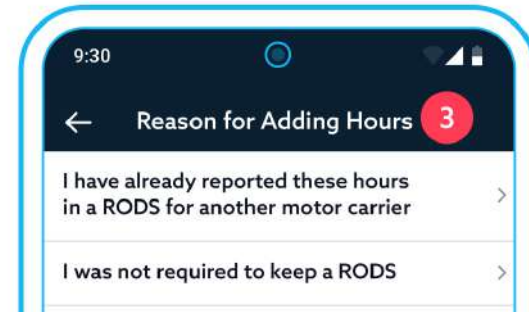 9:30
Reason for Adding Hours 3
I have already reported these hours
in a RODS for another motor carrier
I was not required to keep a RODS